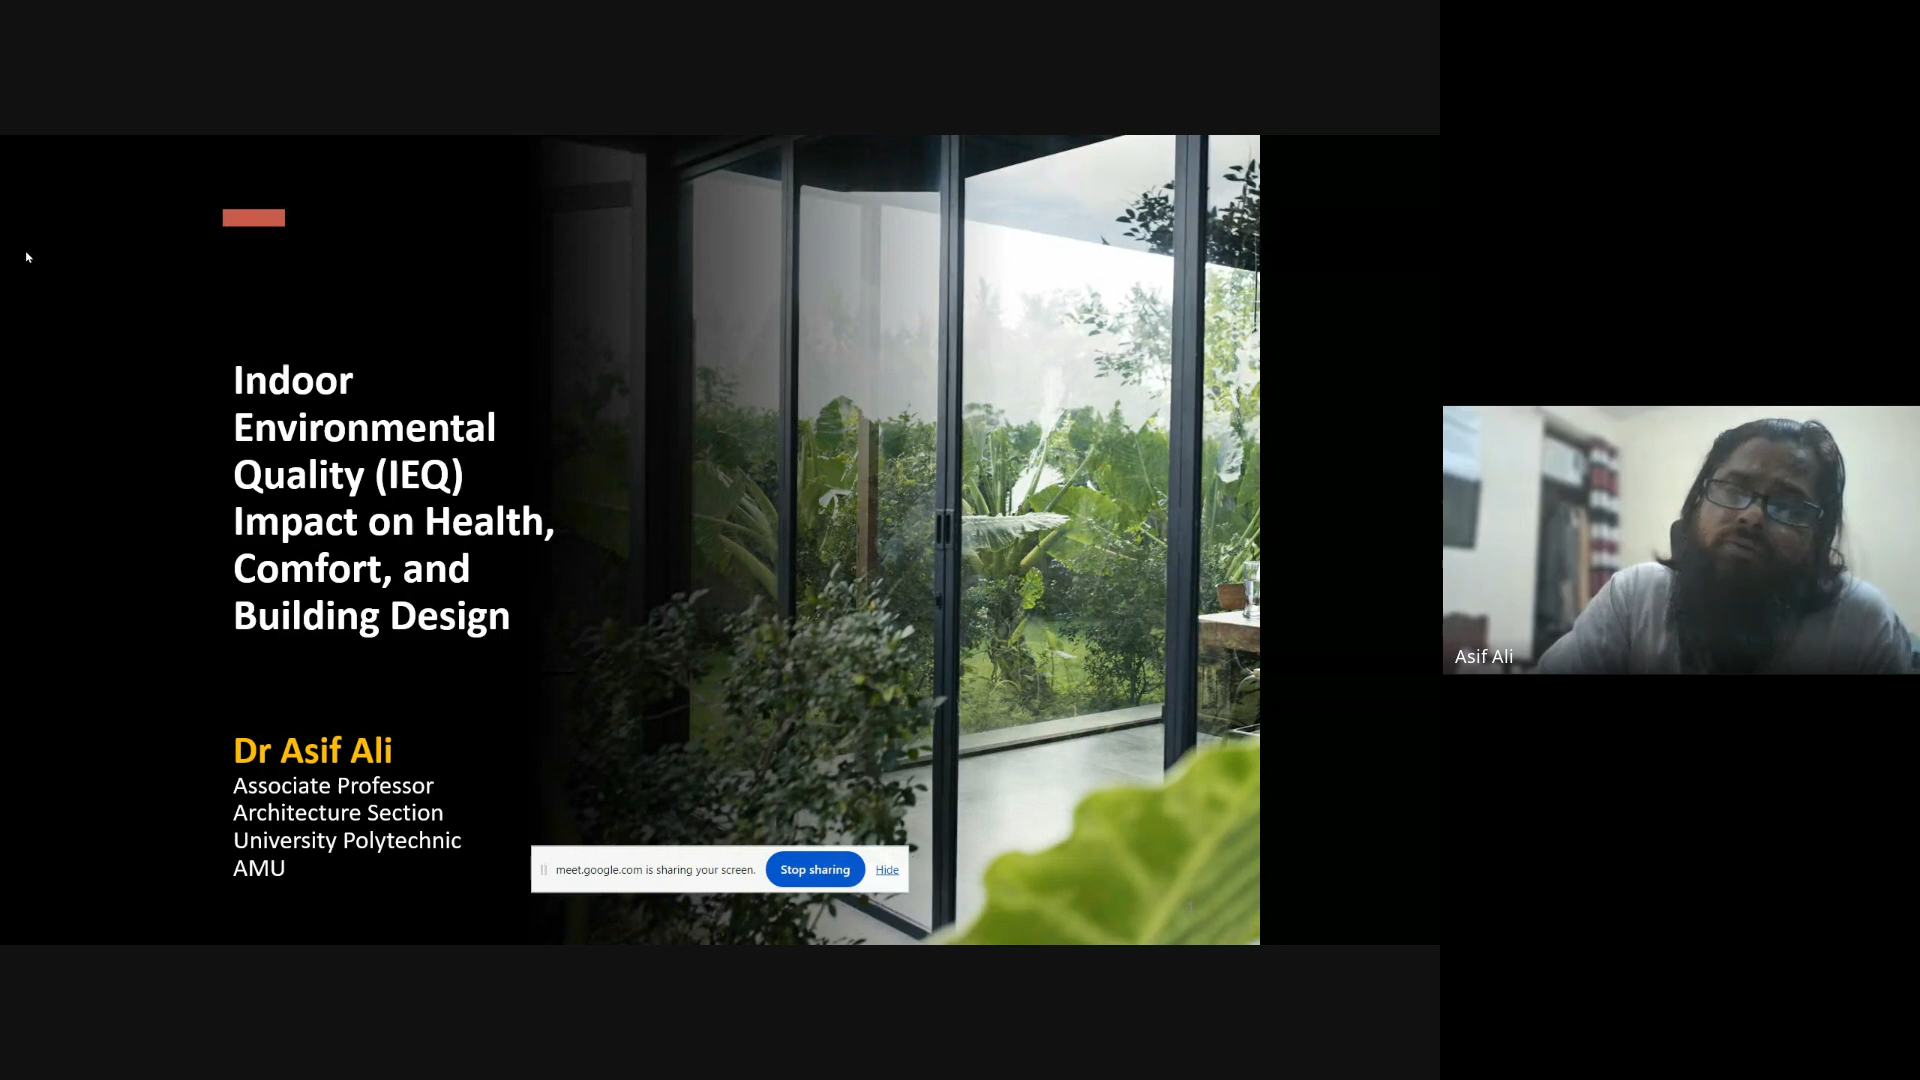 Indoor
Environmental
Quality (IEQ)
Impact on Health,
Comfort, and
Building Design
Dr Asif Ali
Associate Professor
Architecture Section
University Polytechnic
AMU
meet.google.com is sharing your screen. Stop sharing Hide
1
Asif Ali